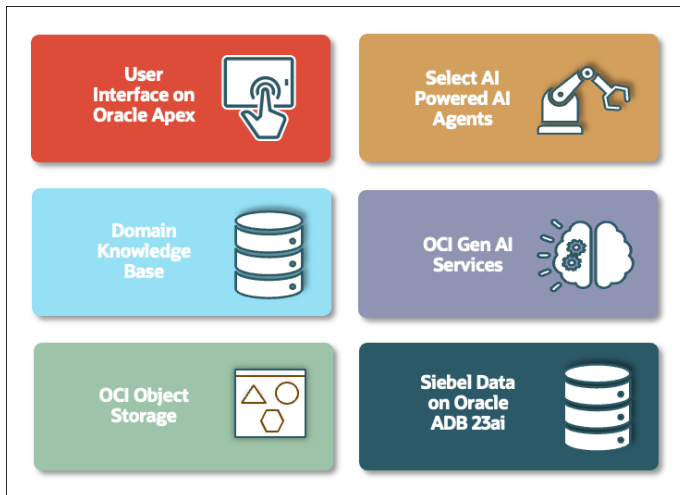 User
Interface on
Oracle Apex
Select AI
Powered AI
Agents
Domain
Knowledge
Base
OCI Gen AI
Services
OCI Object
Storage
Siebel Data
on Oracle
ADB 23ai